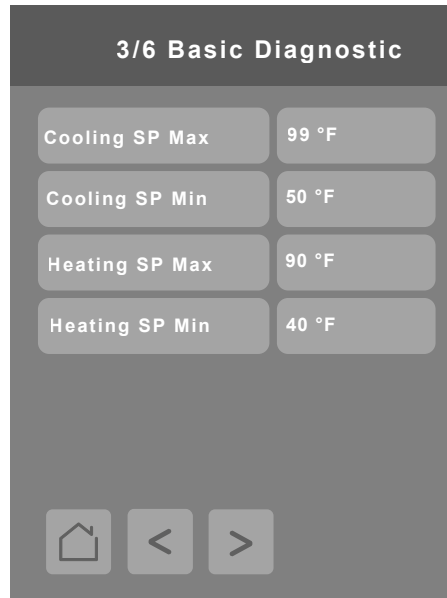 3/6 Basic Diagnostic
Cooling SP Max 99 °F
Cooling SP Min 50 °F
Heating SP Max 90 °F
Heating SP Min 40 °F
< >